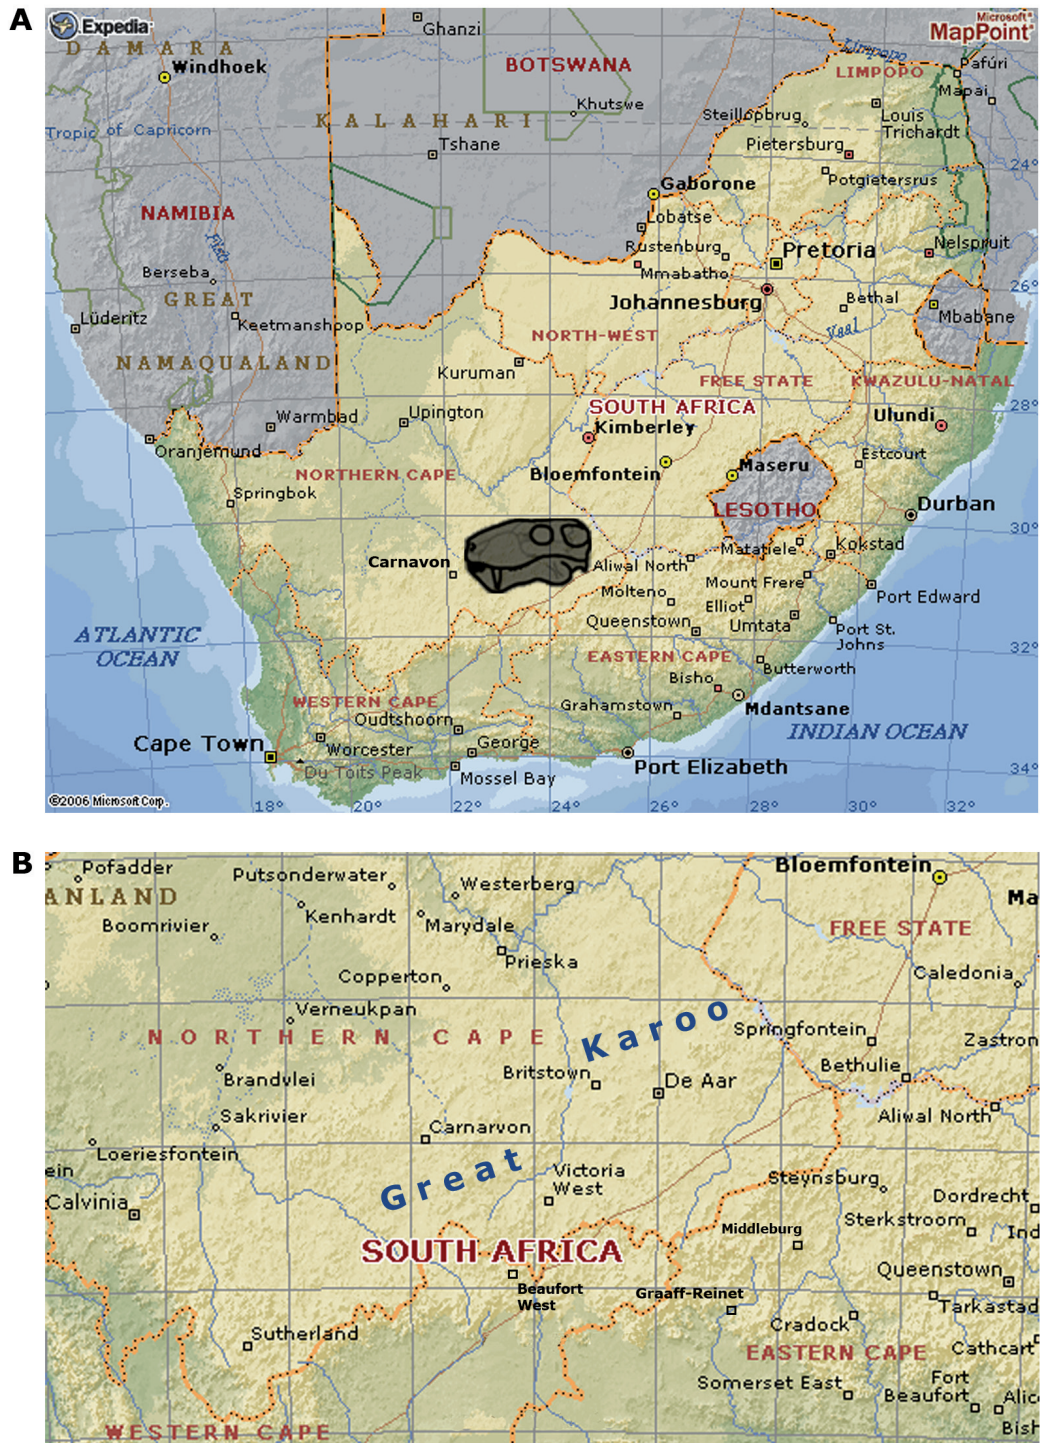 A
Expedia
Microsoft®
MapPoint®
DAMARA
Windhoek
Ghanzi
BOTSWANA
Limpopo
Pafuri
LIMPOPO
Mapai
Khutswe
KALAHARI
Tropic of Capricorn
Steilloopbrug
Louis
Trichardt
Tshane
Pietersburg
24°
Potgietersrus
Gaborone
NAMIBIA
Lobatse
Fish
Rustenburg
Pretoria
Nelspruit
Berseba
Mmabatho
26°
GREAT
Johannesburg
Bethal
Lüderitz
Keetmanshoop
Vaal
Mbabane
NORTH-WEST
NAMAQUALAND
Kuruman
FREE STATE
KWAZULU-NATAL
28°
SOUTH AFRICA
Warmbad
Upington
Ulundi
Kimberley
Oranjemund
Estcourt
NORTHERN CAPE
Bloemfontein
Maseru
Springbok
LESOTHO
Durban
30°
Matatiele
Kokstad
Carnavon
Aliwal North
Mount Frere
Molteno
Elliot
Port Edward
Queenstown
Umtata
Port St.
Johns
ATLANTIC
OCEAN
32°
EASTERN CAPE
Butterworth
Bisho
WESTERN CAPE
Grahamstown
Mdantsane
Oudtshoorn
INDIAN OCEAN
Cape Town
Worcester
George
Du Toits Peak
Mossel Bay
Port Elizabeth
34°
©2006 Microsoft Corp.
18°
20°
22°
24°
26°
28°
30°
32°
B
Pofadder
Putsonderwater
Bloemfontein
ANLAND
Westerberg
Ma
Kenhardt
Boomrivier
Marydale
FREE STATE
Prieska
Copperton
Caledonia
Verneukpan
Karoo
Springfontein
NORTHERN CAPE
Zastron
Britstown
De Aar
Bethulie
Brandvlei
Sakrivier
Carnarvon
Aliwal North
Loeriesfontein
Great
ein
Victoria
West
Steynsburg
Calvinia
Dordrecht
Sterkstroom
Ind
Middleburg
SOUTH AFRICA
Queenstown
Beaufort
West
Graaff-Reinet
Tarkastad
Cradock
Sutherland
Cathcart
EASTERN CAPE
Somerset East
Fort
Beaufort
Alic
WESTERN CAPE
Bish